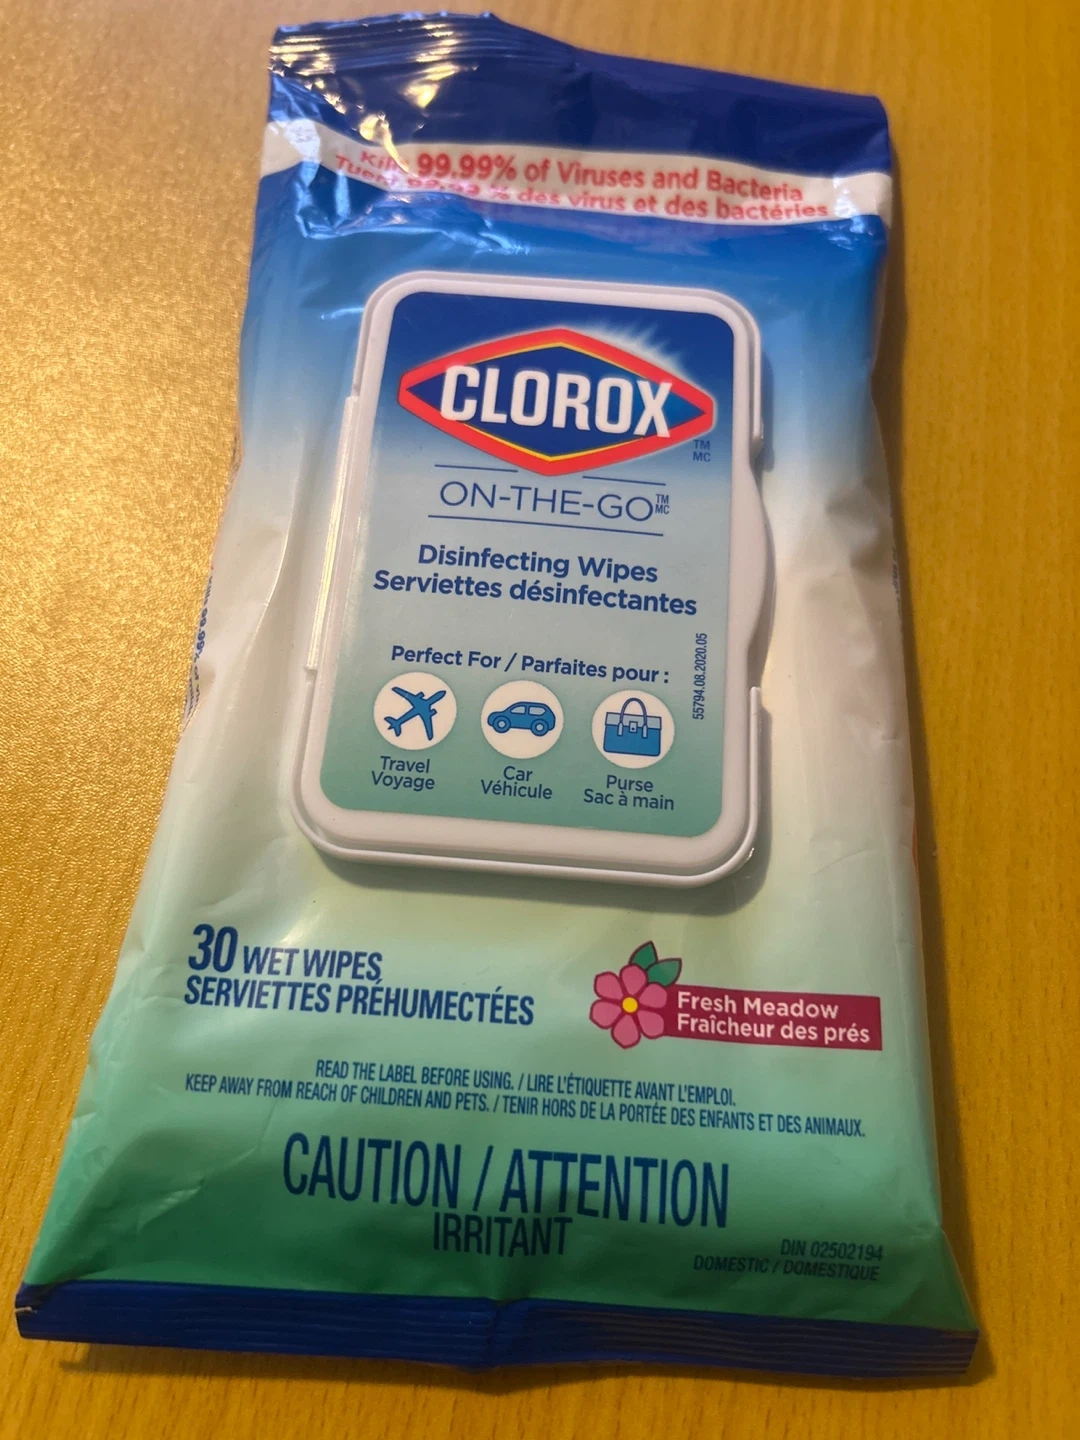 Kills 99.99% of Viruses and Bacteria
Tuent 99,99 % des virus et des bactéries
CLOROX
TM
MC
ON-THE-GO TM MC
Disinfecting Wipes
Serviettes désinfectantes
Perfect For / Parfaites pour :
55794.08.2020.05
Travel
Voyage
Car
Véhicule
Purse
Sac à main
30 WET WIPES
SERVIETTES PRÉHUMECTÉES
Fresh Meadow
Fraîcheur des prés
READ THE LABEL BEFORE USING. / LIRE L'ÉTIQUETTE AVANT L'EMPLOI.
KEEP AWAY FROM REACH OF CHILDREN AND PETS. / TENIR HORS DE LA PORTÉE DES ENFANTS ET DES ANIMAUX.
CAUTION / ATTENTION
IRRITANT
DIN 02502194
DOMESTIC / DOMESTIQUE